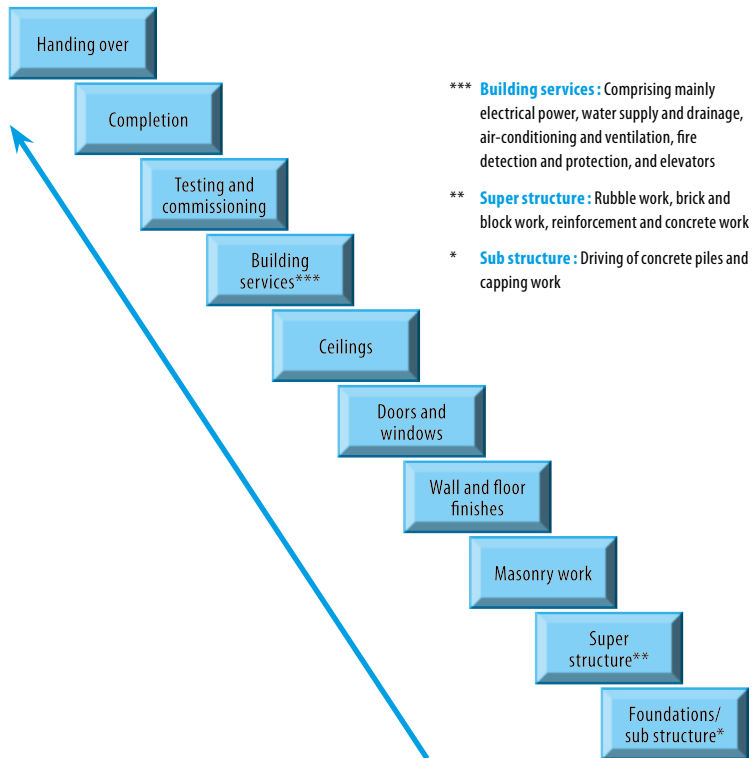 Handing over
Completion
Testing and
commissioning
Building
services***
Ceilings
Doors and
windows
Wall and floor
finishes
Masonry work
Super
structure**
Foundations/
sub structure*
*** Building services : Comprising mainly
electrical power, water supply and drainage,
air-conditioning and ventilation, fire
detection and protection, and elevators
** Super structure : Rubble work, brick and
block work, reinforcement and concrete work
* Sub structure : Driving of concrete piles and
capping work